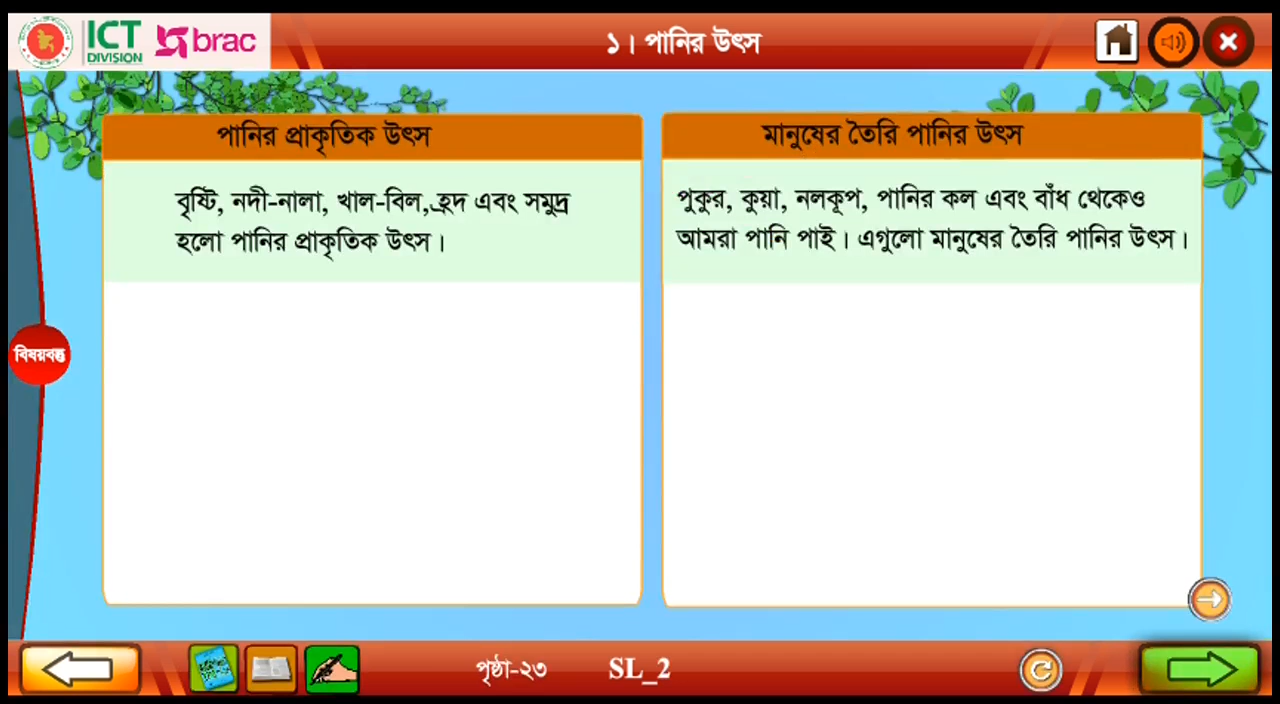 ICT
DIVISION
brac
১। পানির উৎস
পানির প্রাকৃতিক উৎস
বৃষ্টি, নদী-নালা, খাল-বিল,হ্রদ এবং সমুদ্র
হলো পানির প্রাকৃতিক উৎস।
মানুষের তৈরি পানির উৎস
পুকুর, কুয়া, নলকূপ, পানির কল এবং বাঁধ থেকেও
আমরা পানি পাই। এগুলো মানুষের তৈরি পানির উৎস।
বিষয়বস্তু
পৃষ্ঠা-২৩
SL_2